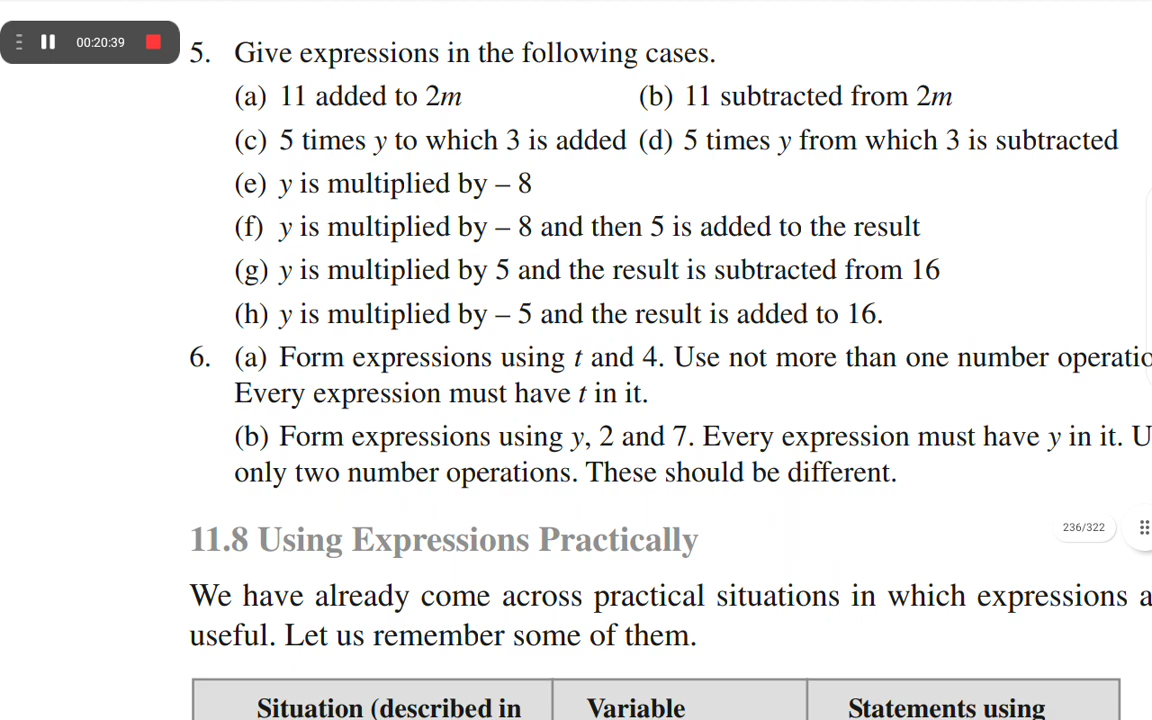 00:20:39
5. Give expressions in the following cases.
(a) 11 added to 2m (b) 11 subtracted from 2m
(c) 5 times y to which 3 is added (d) 5 times y from which 3 is subtracted
(e) y is multiplied by – 8
(f) y is multiplied by – 8 and then 5 is added to the result
(g) y is multiplied by 5 and the result is subtracted from 16
(h) y is multiplied by – 5 and the result is added to 16.
6. (a) Form expressions using t and 4. Use not more than one number operatio
Every expression must have t in it.
(b) Form expressions using y, 2 and 7. Every expression must have y in it. U
only two number operations. These should be different.
236/322
11.8 Using Expressions Practically
We have already come across practical situations in which expressions a
useful. Let us remember some of them.
Situation (described in Variable Statements using